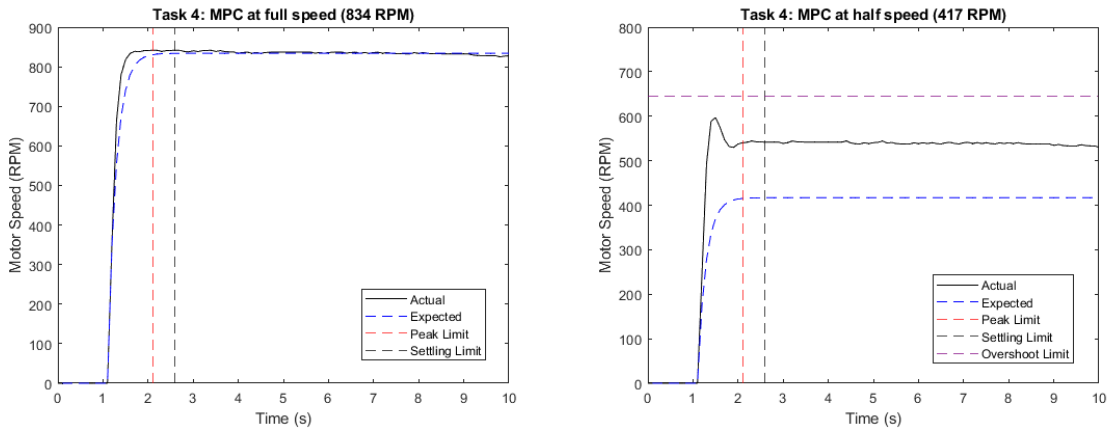 Task 4: MPC at full speed (834 RPM)
900
800
700
600
500
400
300
200
100
0
Motor Speed (RPM)
0 1 2 3 4 5 6 7 8 9 10
Time (s)
Actual
Expected
Peak Limit
Settling Limit
Task 4: MPC at half speed (417 RPM)
800
700
600
500
400
300
200
100
0
Motor Speed (RPM)
0 1 2 3 4 5 6 7 8 9 10
Time (s)
Actual
Expected
Peak Limit
Settling Limit
Overshoot Limit